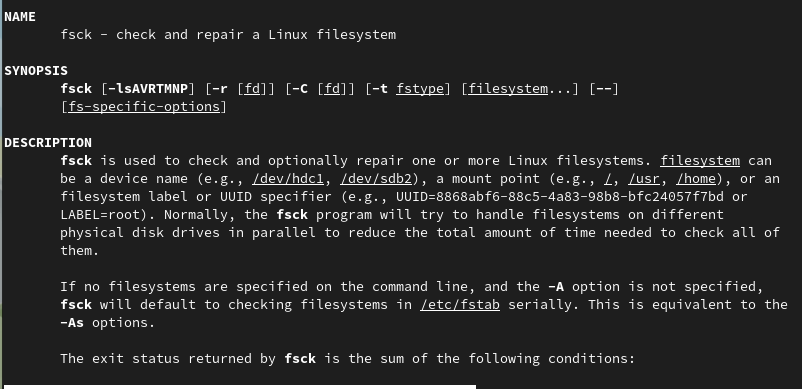 NAME
fsck - check and repair a Linux filesystem
SYNOPSIS
fsck [-lsAVRTMNP] [-r [fd]] [-C [fd]] [-t fstype] [filesystem...] [--]
[fs-specific-options]
DESCRIPTION
fsck is used to check and optionally repair one or more Linux filesystems. filesystem can
be a device name (e.g., /dev/hdc1, /dev/sdb2), a mount point (e.g., /, /usr, /home), or an
filesystem label or UUID specifier (e.g., UUID=8868abf6-88c5-4a83-98b8-bfc24057f7bd or
LABEL=root). Normally, the fsck program will try to handle filesystems on different
physical disk drives in parallel to reduce the total amount of time needed to check all of
them.
If no filesystems are specified on the command line, and the -A option is not specified,
fsck will default to checking filesystems in /etc/fstab serially. This is equivalent to the
-As options.
The exit status returned by fsck is the sum of the following conditions: